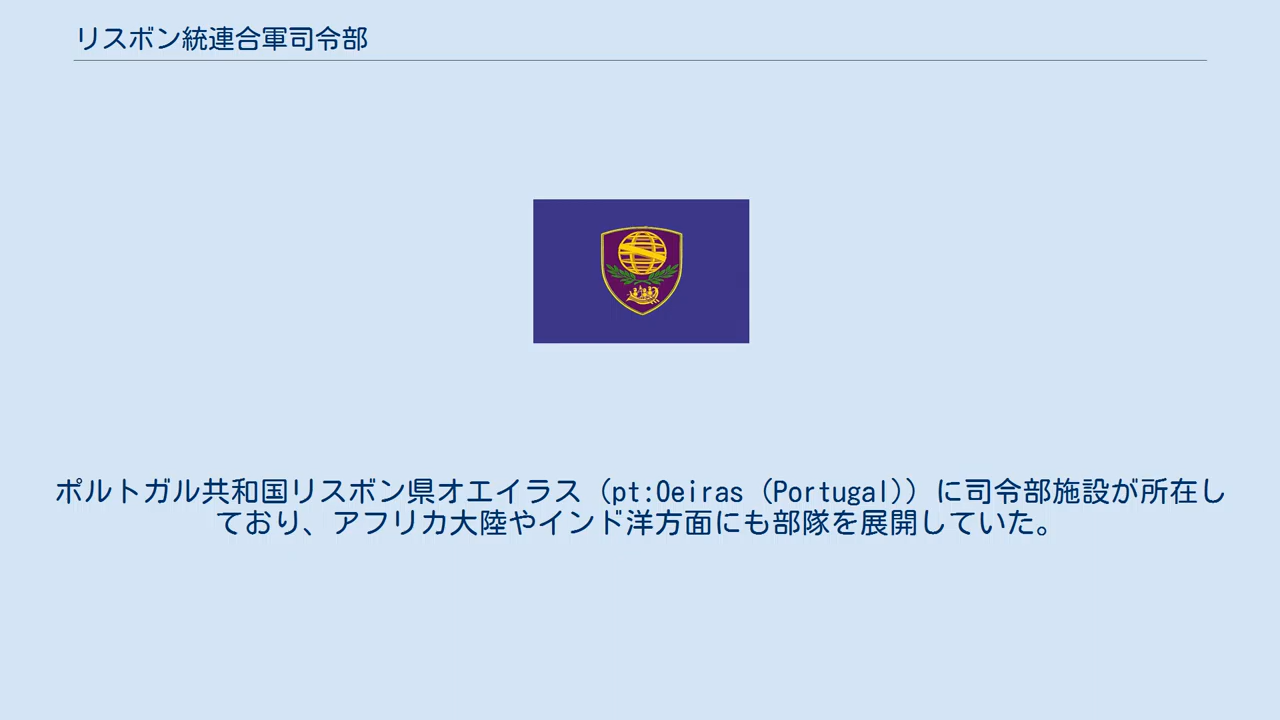 リスボン統連合軍司令部
ポルトガル共和国リスボン県オエイラス（pt:Oeiras（Portugal)）に司令部施設が所在し
ており、アフリカ大陸やインド洋方面にも部隊を展開していた。